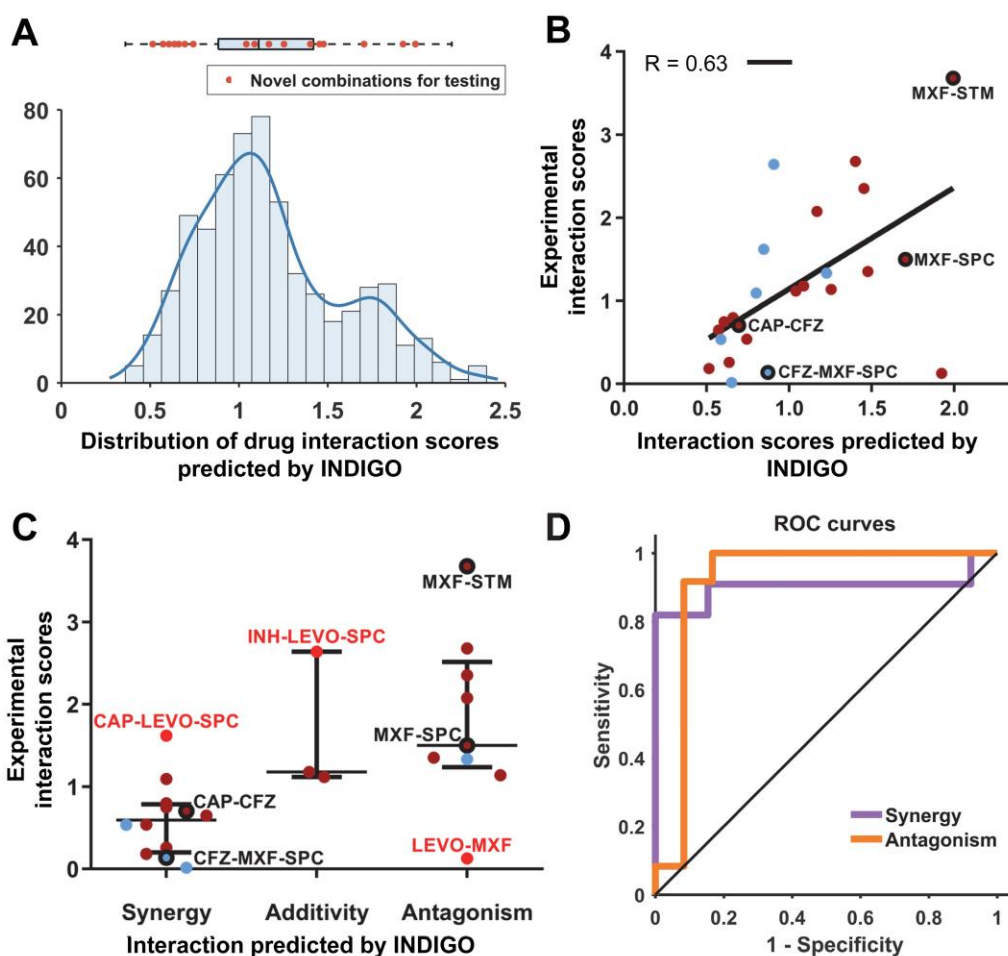 A
Novel combinations for testing
80
60
40
20
0
0 0.5 1 1.5 2 2.5
Distribution of drug interaction scores
predicted by INDIGO
B
R = 0.63
MXF-STM
MXF-SPC
CAP-CFZ
CFZ-MXF-SPC
Experimental
interaction scores
4
3
2
1
0
0.0 0.5 1.0 1.5 2.0
Interaction scores predicted by
INDIGO
C
Experimental
interaction scores
4
3
2
1
0
MXF-STM
INH-LEVO-SPC
CAP-LEVO-SPC
MXF-SPC
CAP-CFZ
CFZ-MXF-SPC
LEVO-MXF
Synergy Additivity Antagonism
Interaction predicted by INDIGO
D
ROC curves
Sensitivity
1
0.8
0.6
0.4
0.2
0
Synergy
Antagonism
0 0.2 0.4 0.6 0.8 1
1 - Specificity